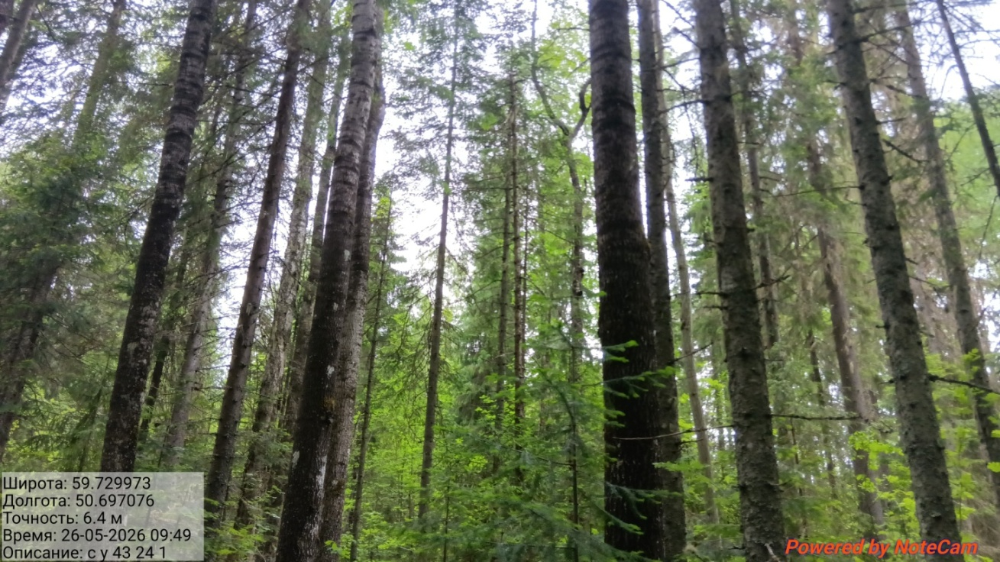 Широта: 59.729973
Долгота: 50.697076
Точность: 6.4 м
Время: 26-05-2026 09:49
Описание: с у 43 24 1
Powered by NoteCam